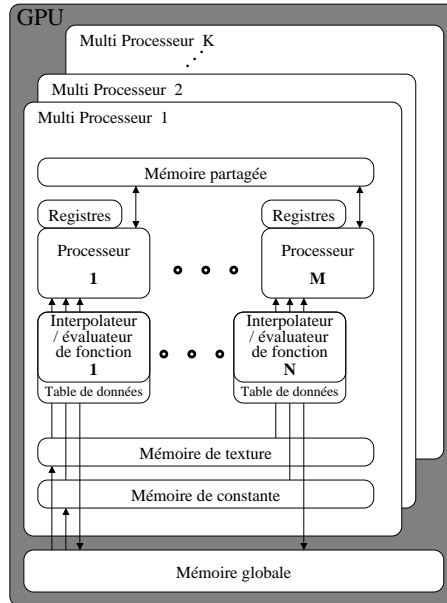 GPU
Multi Processeur K
Multi Processeur 2
Multi Processeur 1
Mémoire partagée
Registres
Registres
Processeur
1
Processeur
M
Interpolateur
/ évaluateur
de fonction
1
Interpolateur
/ évaluateur
de fonction
N
Table de données
Table de données
Mémoire de texture
Mémoire de constante
Mémoire globale